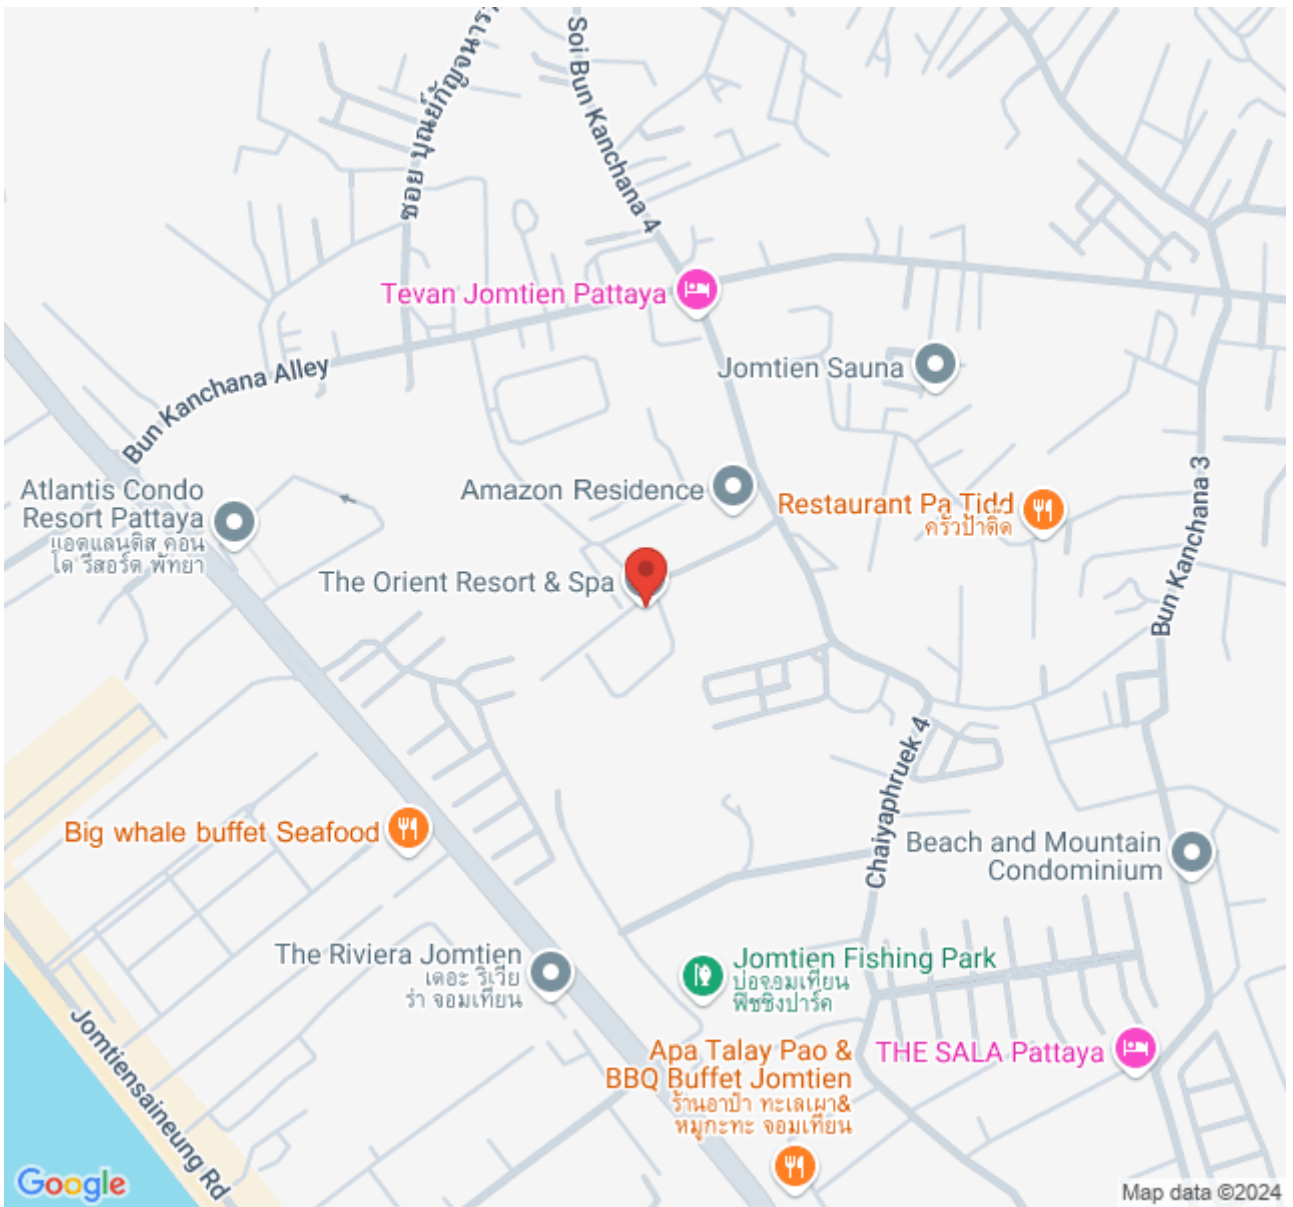 ซอย บุณย์กัญจนาร
Soi Bun Kanchana 4
Tevan Jomtien Pattaya
Jomtien Sauna
Bun Kanchana Alley
Atlantis Condo
Resort Pattaya
แอตแลนติส คอน
โด รีสอร์ต พัทยา
Amazon Residence
Restaurant Pa Tidd
ครัวป้าติ๊ด
Bun Kanchana 3
The Orient Resort & Spa
Chaiyaphruek 4
Big whale buffet Seafood
Beach and Mountain
Condominium
The Riviera Jomtien
เดอะ ริเวีย
ร่า จอมเทียน
Jomtien Fishing Park
บ่อจอมเทียน
ฟิชชิ่งปาร์ค
Jomtiensaineung Rd
Apa Talay Pao &
BBQ Buffet Jomtien
ร้านอาป๋า ทะเลเผา&
หมูกะทะ จอมเทียน
THE SALA Pattaya
Google
Map data ©2024